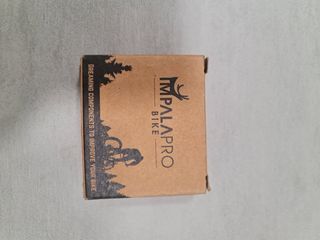 IMPALAPRO
BIKE
DREAMING COMPONENTS TO IMPROVE YOUR BIKE